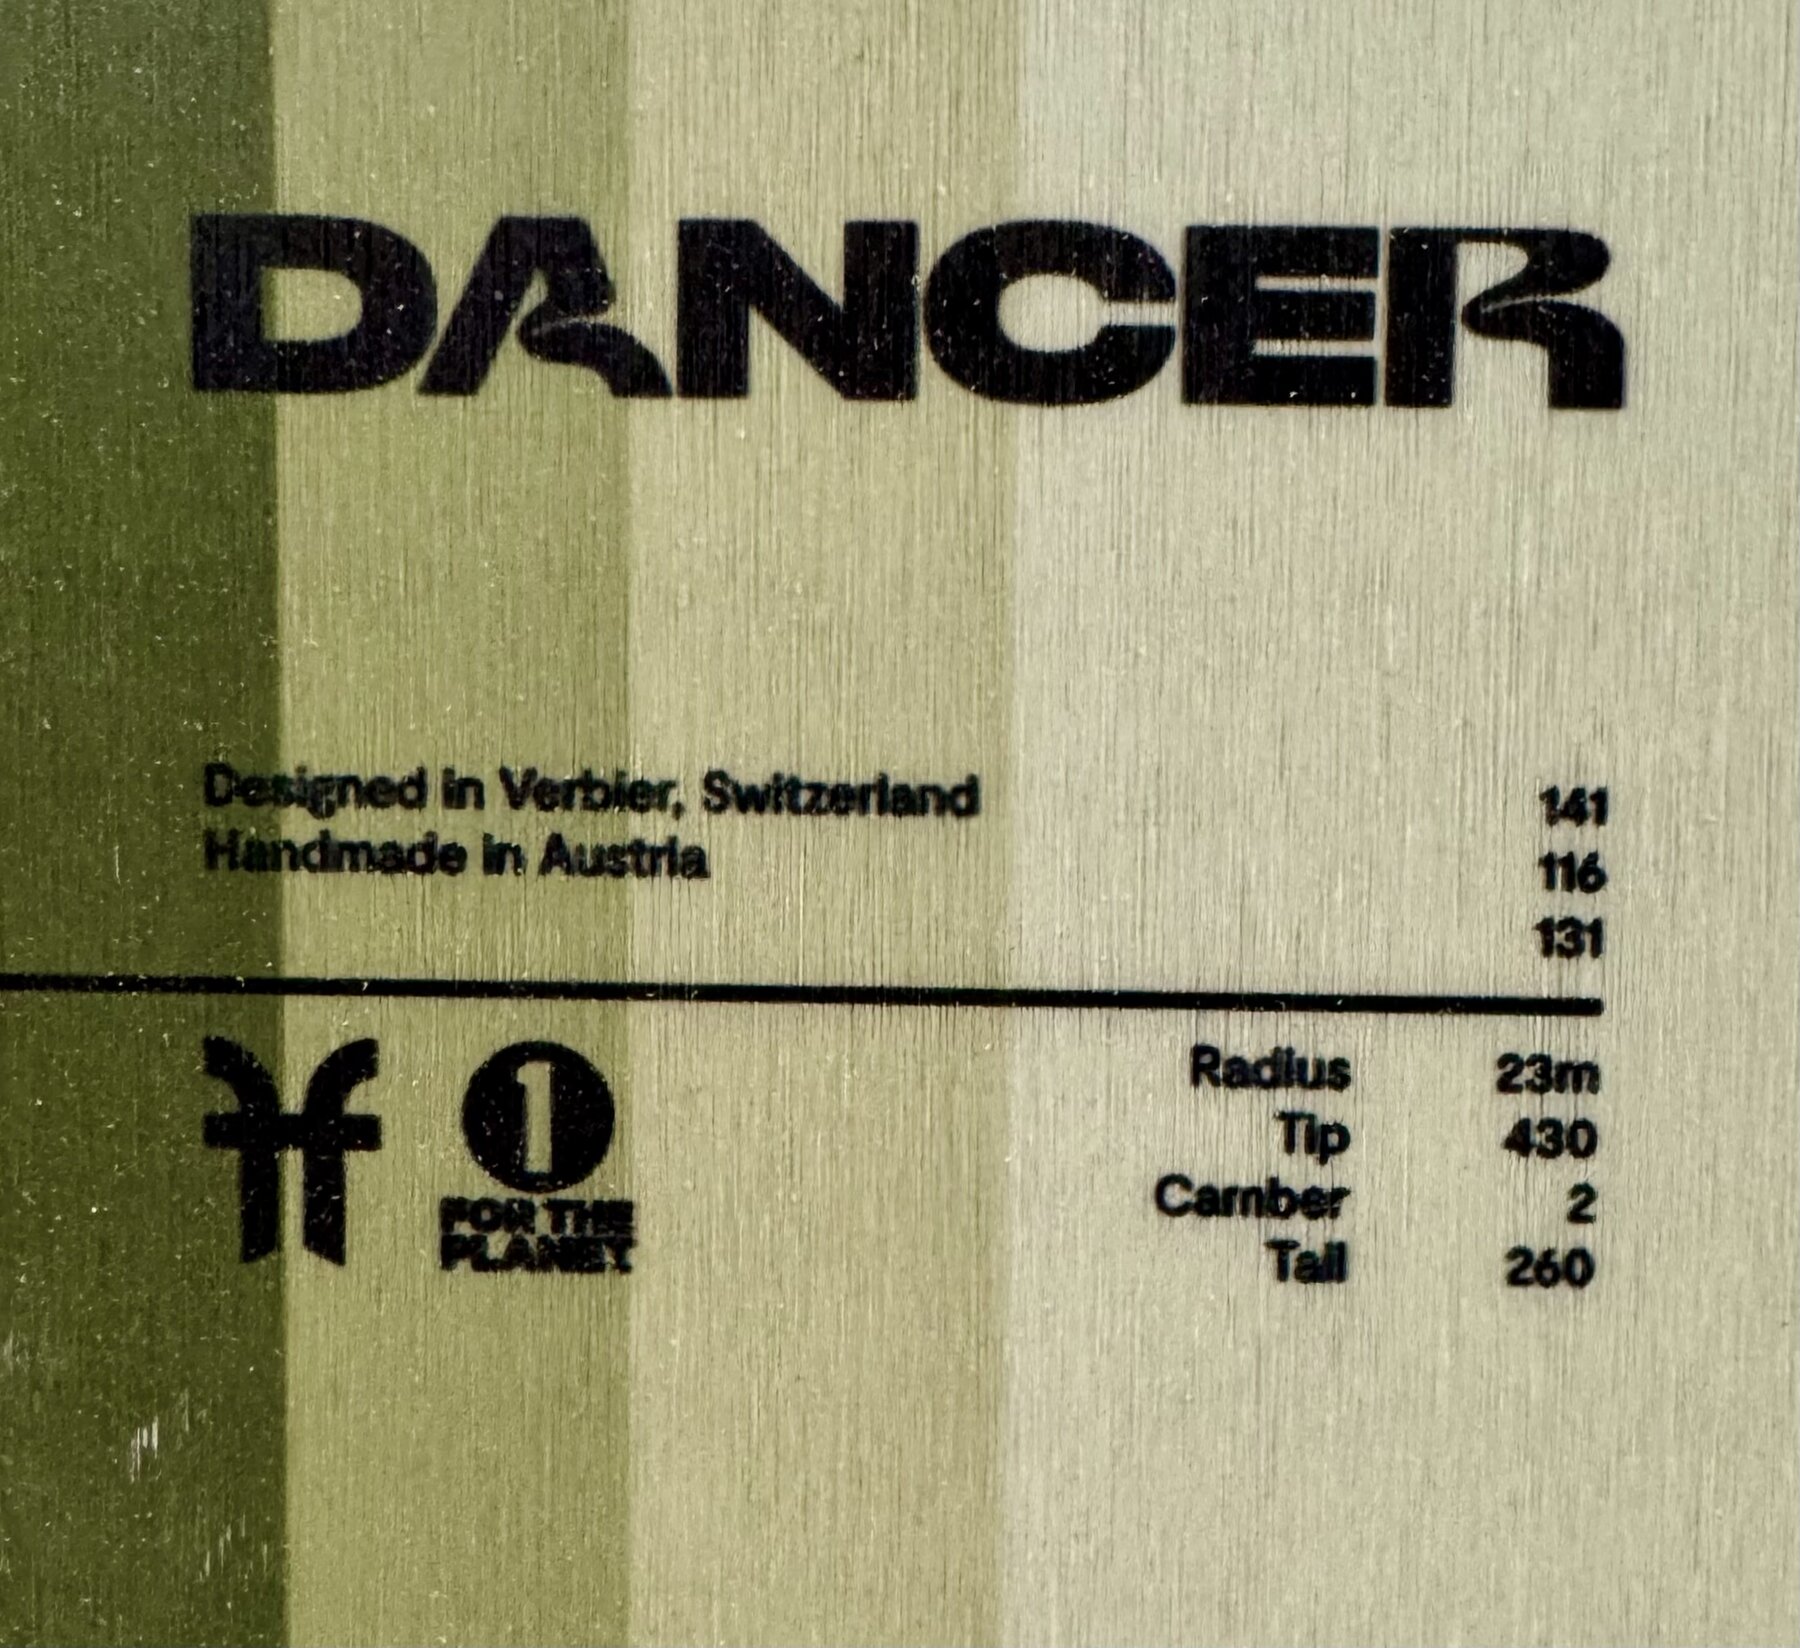 DANCER
Designed in Verbier, Switzerland
Handmade in Austria
141
116
131
1
FOR THE
PLANET
Radius 23m
Tip 430
Camber 2
Tail 260